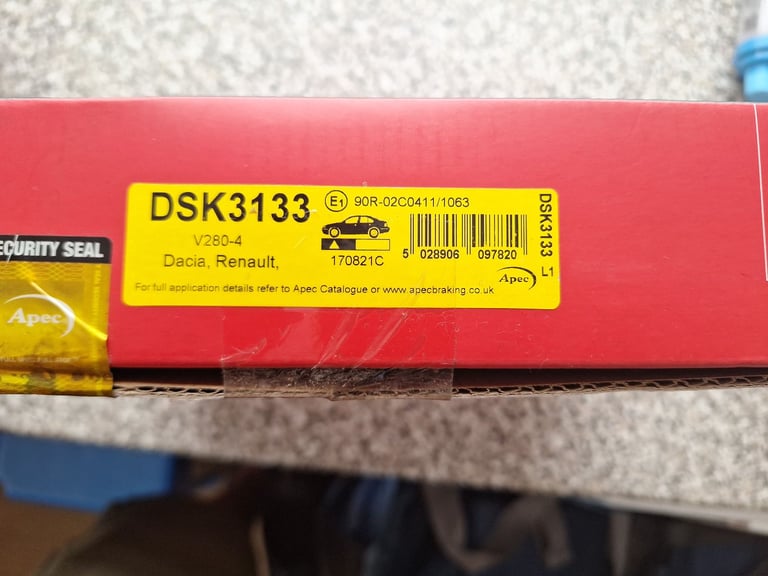 DSK3133
E1 90R-02C0411/1063
V280-4
Dacia, Renault,
170821C
5 028906 097820
Apec
For full application details refer to Apec Catalogue or www.apecbraking.co.uk
DSK3133
L1
ECURITY SEAL
Apec